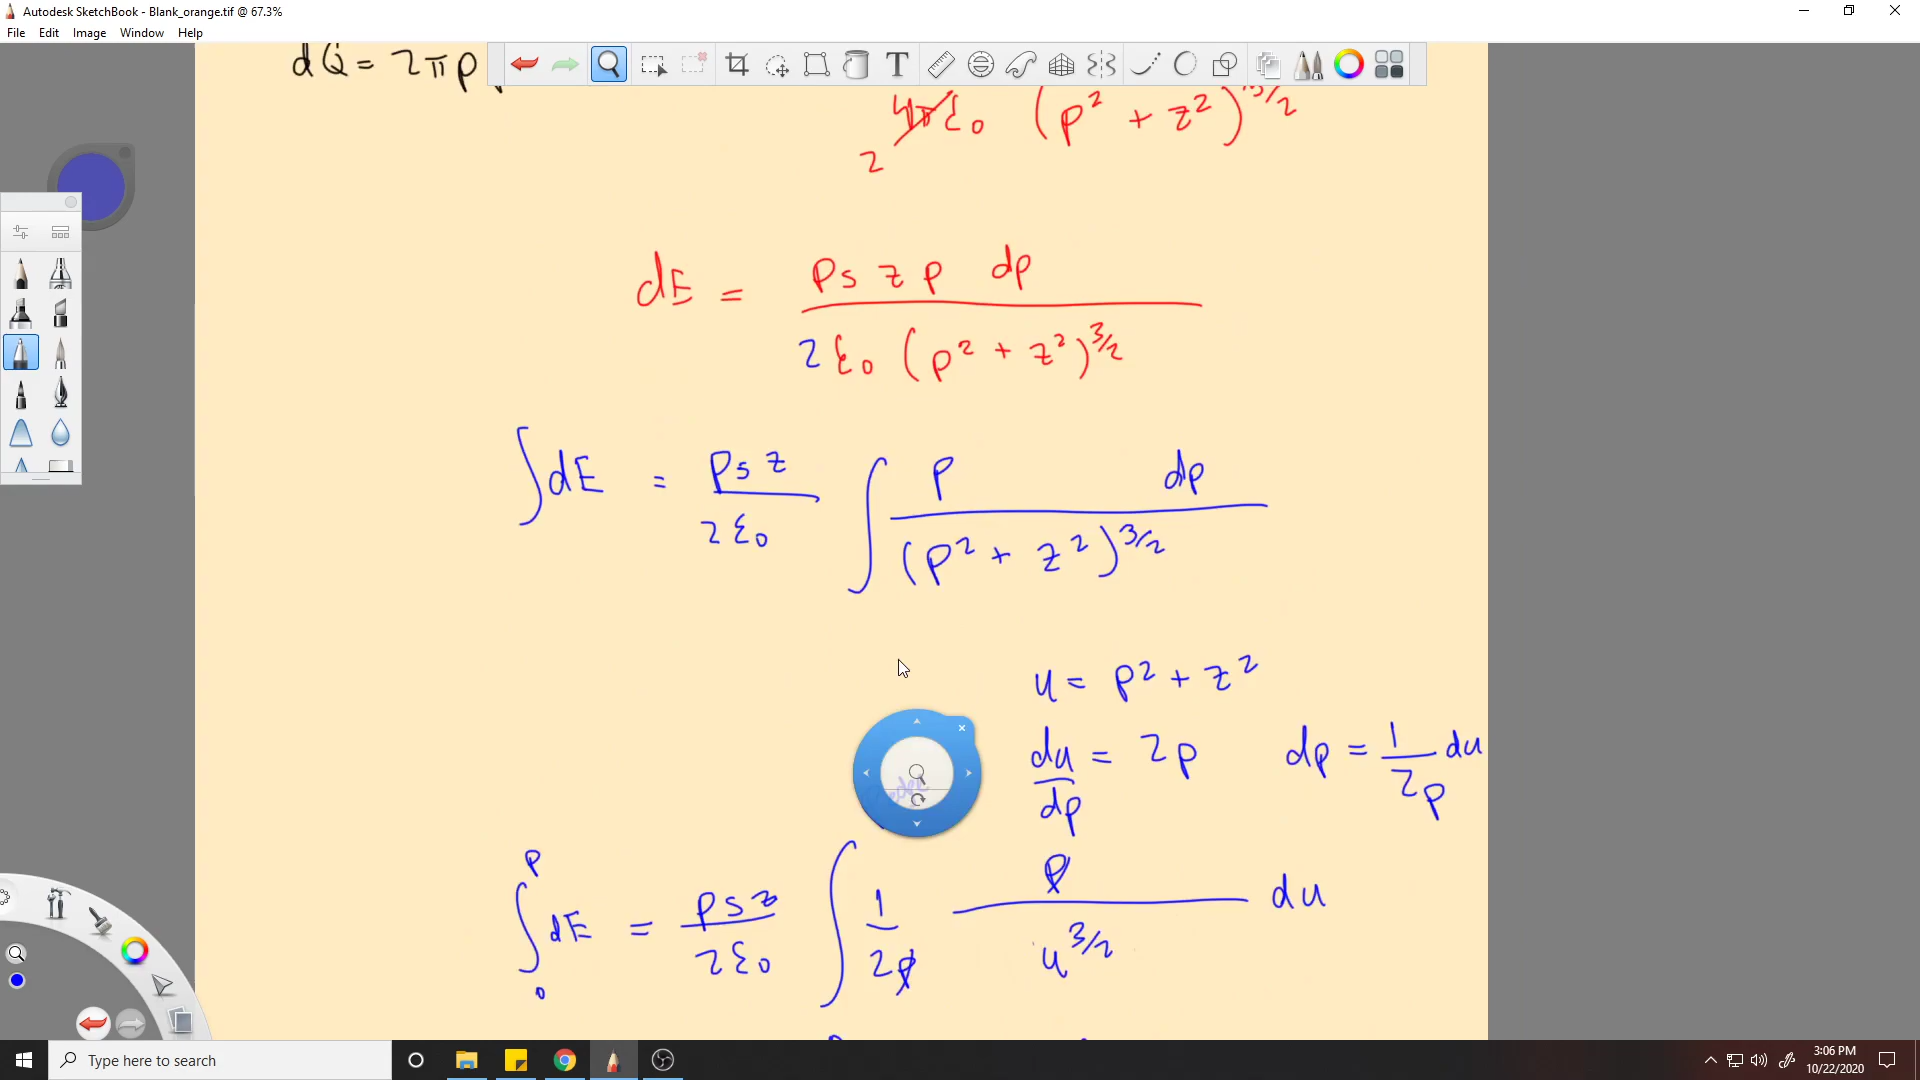 Autodesk SketchBook - Blank_orange.tif @ 67.3%
File Edit Image Window Help
dQ = 2πρ
4πε₀ (ρ² + z²)^3/2
2
dE = ρs z ρ dρ
2ε₀ (ρ² + z²)^3/2
∫dE = ρs z ∫ ρ dρ
2ε₀ (ρ² + z²)^3/2
u = ρ² + z²
du = 2ρ dρ = 1 du
dρ 2ρ
ρ
∫dE = ρs z ∫ 1 ρ du
2ε₀ 2ρ u^3/2
0
Type here to search
3:06 PM
10/22/2020